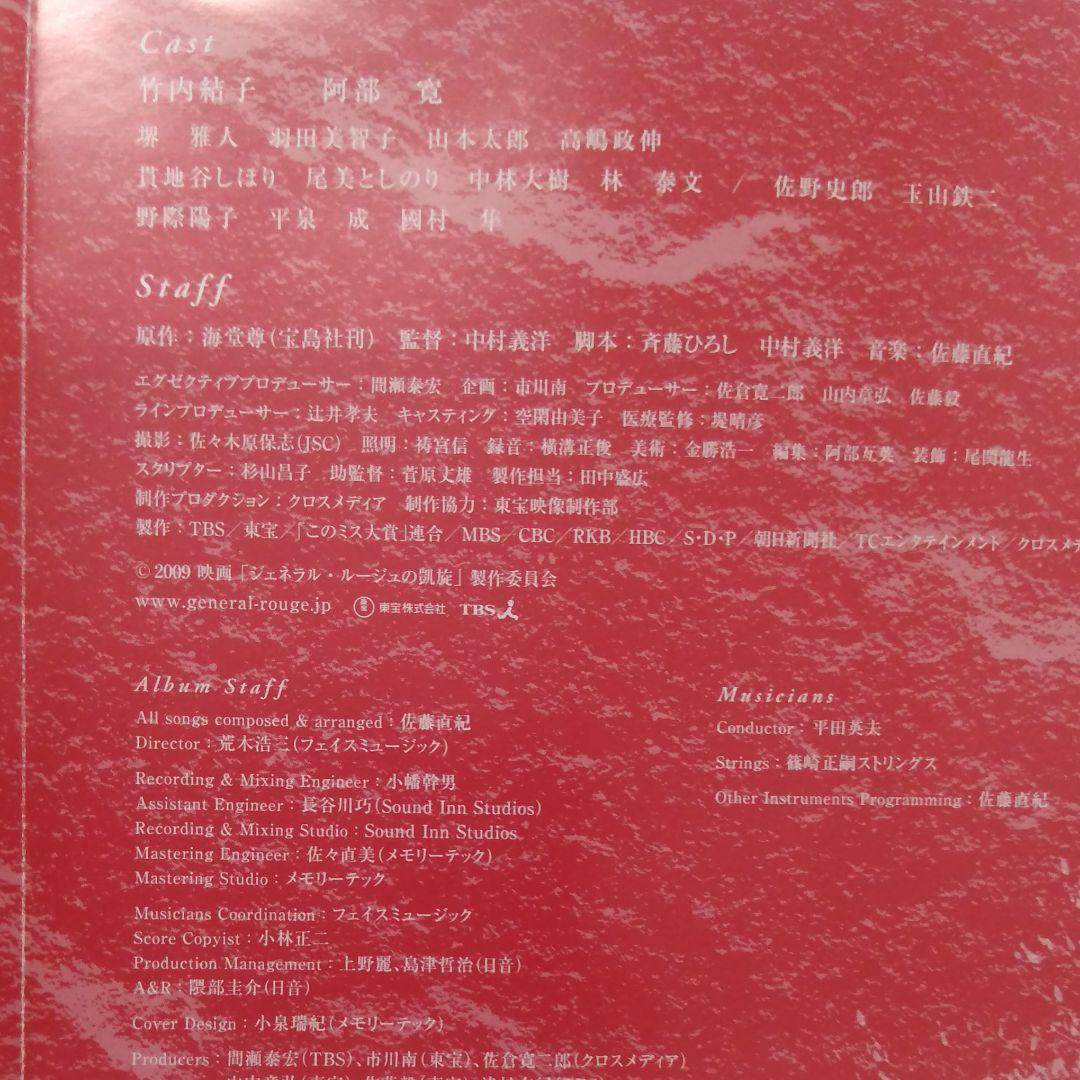 Cast
竹内結子　阿部　寛
堺　雅人　羽田美智子　山本太郎　高嶋政伸
貫地谷しほり　尾美としのり　中林大樹　林　泰文　/　佐野史郎　玉山鉄二
野際陽子　平泉　成　國村　隼
Staff
原作：海堂尊(宝島社刊)　監督：中村義洋　脚本：斉藤ひろし　中村義洋　音楽：佐藤直紀
エグゼクティブプロデューサー：間瀬泰宏　企画：市川南　プロデューサー：佐倉寛二郎　山内章弘　佐藤毅
ラインプロデューサー：辻井孝夫　キャスティング：空閑由美子　医療監修：堤晴彦
撮影：佐々木原保志(JSC)　照明：祷宮信　録音：横溝正俊　美術：金勝浩一　編集：阿部亙英　装飾：尾関龍生
スクリプター：杉山昌子　助監督：菅原丈雄　製作担当：田中盛広
制作プロダクション：クロスメディア　制作協力：東宝映像制作部
製作：TBS／東宝／「このミス大賞」連合／MBS／CBC／RKB／HBC／S・D・P／朝日新聞社／TCエンタテインメント／クロスメデ
© 2009 映画「ジェネラル・ルージュの凱旋」製作委員会
www.general-rouge.jp　東宝株式会社　TBS
Album Staff
All songs composed & arranged：佐藤直紀
Director：荒木浩三(フェイスミュージック)
Recording & Mixing Engineer：小幡幹男
Assistant Engineer：長谷川巧(Sound Inn Studios)
Recording & Mixing Studio：Sound Inn Studios
Mastering Engineer：佐々直美(メモリーテック)
Mastering Studio：メモリーテック
Musicians Coordination：フェイスミュージック
Score Copyist：小林正二
Production Management：上野麗、島津哲治(日音)
A&R：隈部圭介(日音)
Cover Design：小泉瑞紀(メモリーテック)
Producers：間瀬泰宏(TBS)、市川南(東宝)、佐倉寛二郎(クロスメディア)
Musicians
Conductor：平田英夫
Strings：篠崎正嗣ストリングス
Other Instruments Programming：佐藤直紀